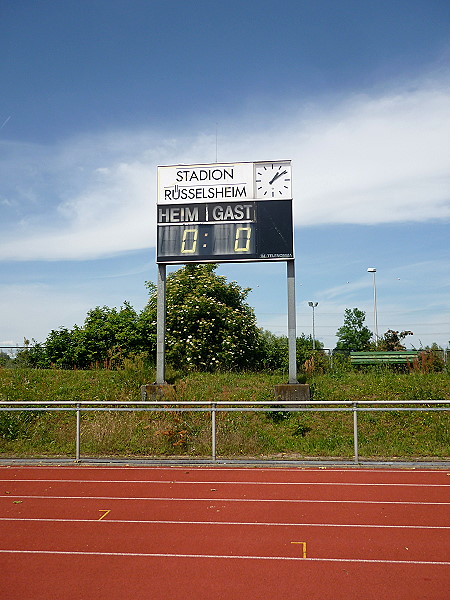 STADION
RÜSSELSHEIM
HEIM GAST
0 : 0